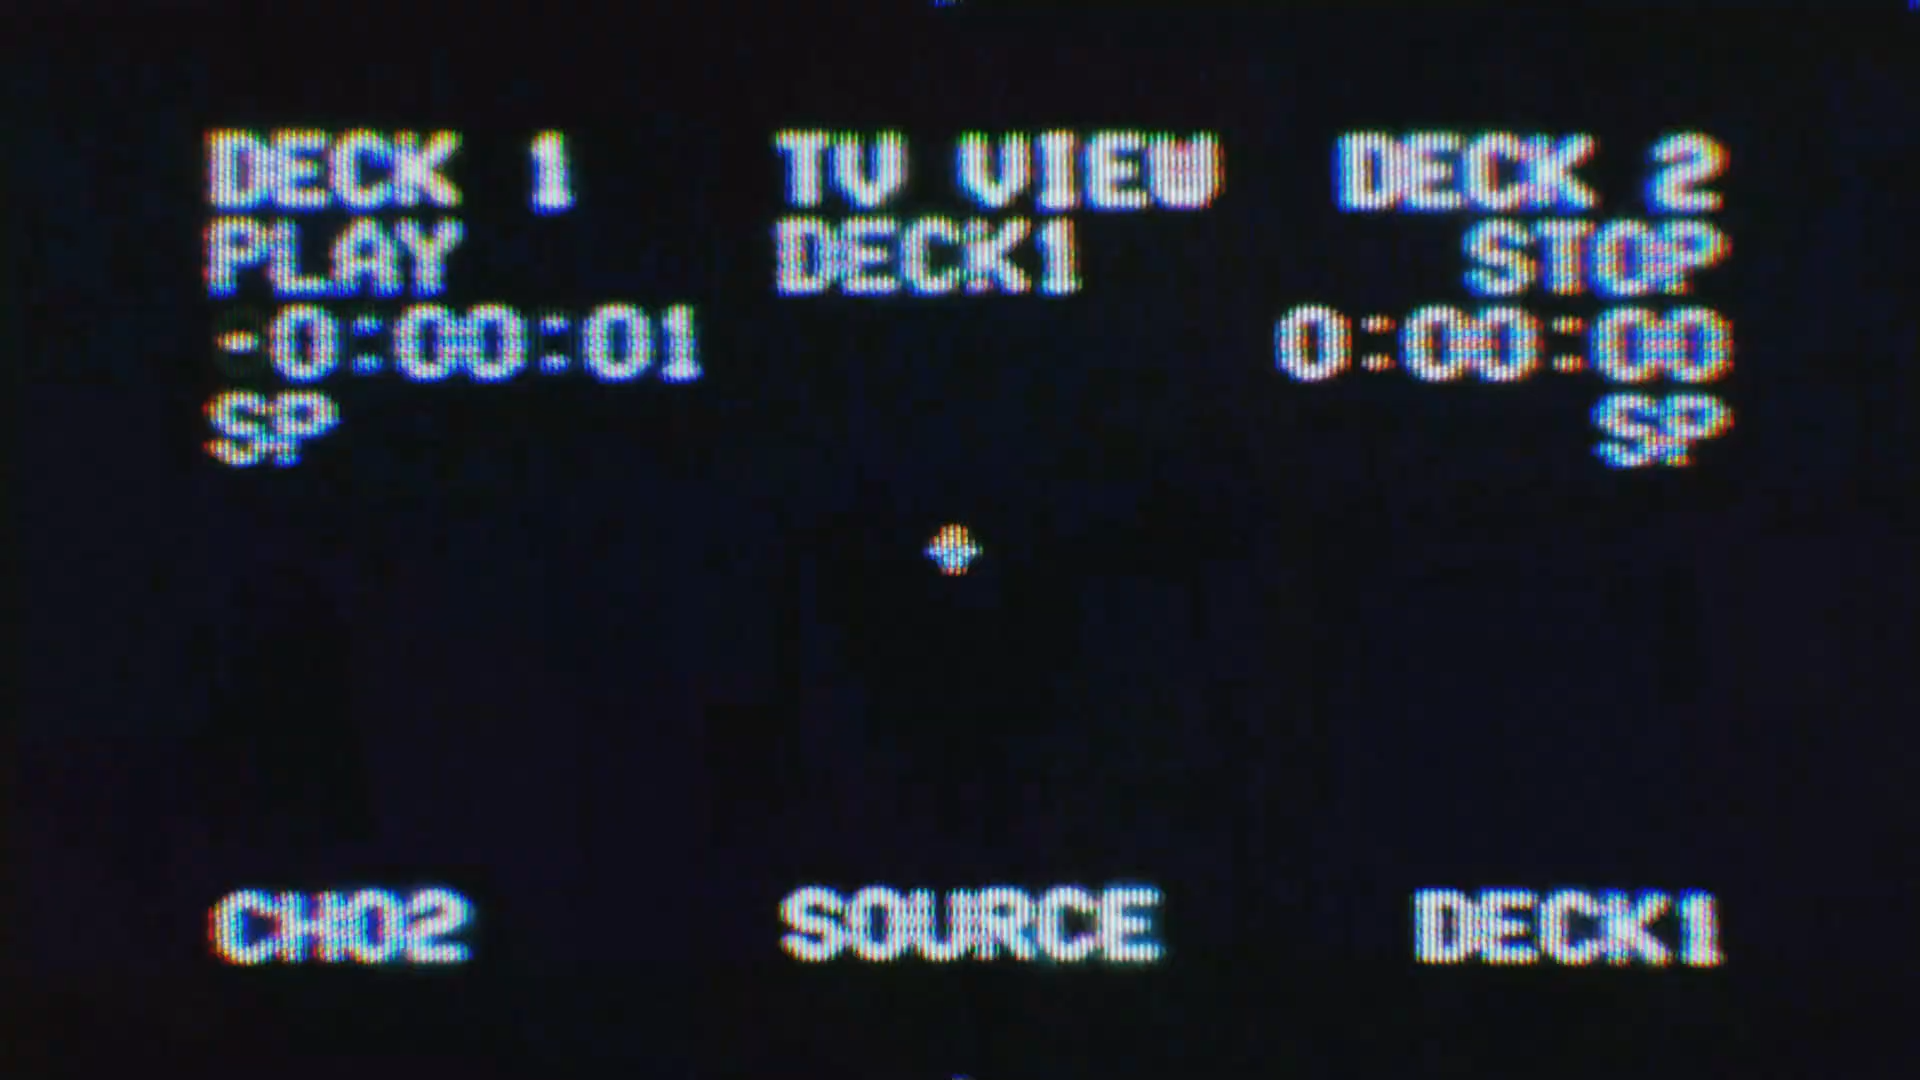 DECK 1 TV VIEW DECK 2
PLAY DECK1 STOP
-0:00:01 0:00:00
SP SP
CH02 SOURCE DECK1